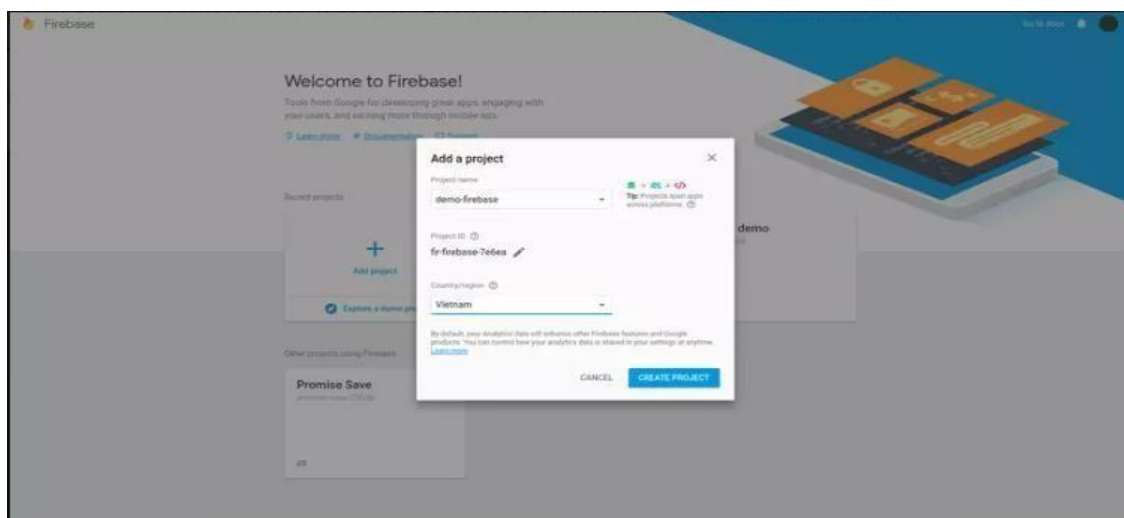 Firebase
Go to docs
Welcome to Firebase!
Tools from Google for developing great apps, engaging with
your users, and earning more through mobile ads.
Learn more Documentation Support
Recent projects
Add project
Explore a demo
demo
Add a project
Project name
demo-firebase
Tip: Projects span apps
across platforms
Project ID
fir-firebase-7e6ea
Country/region
Vietnam
By default, your Analytics data will enhance other Firebase features and Google
products. You can control how your analytics data is shared in your settings at anytime.
Learn more
CANCEL CREATE PROJECT
Other projects using Firebase
Promise Save